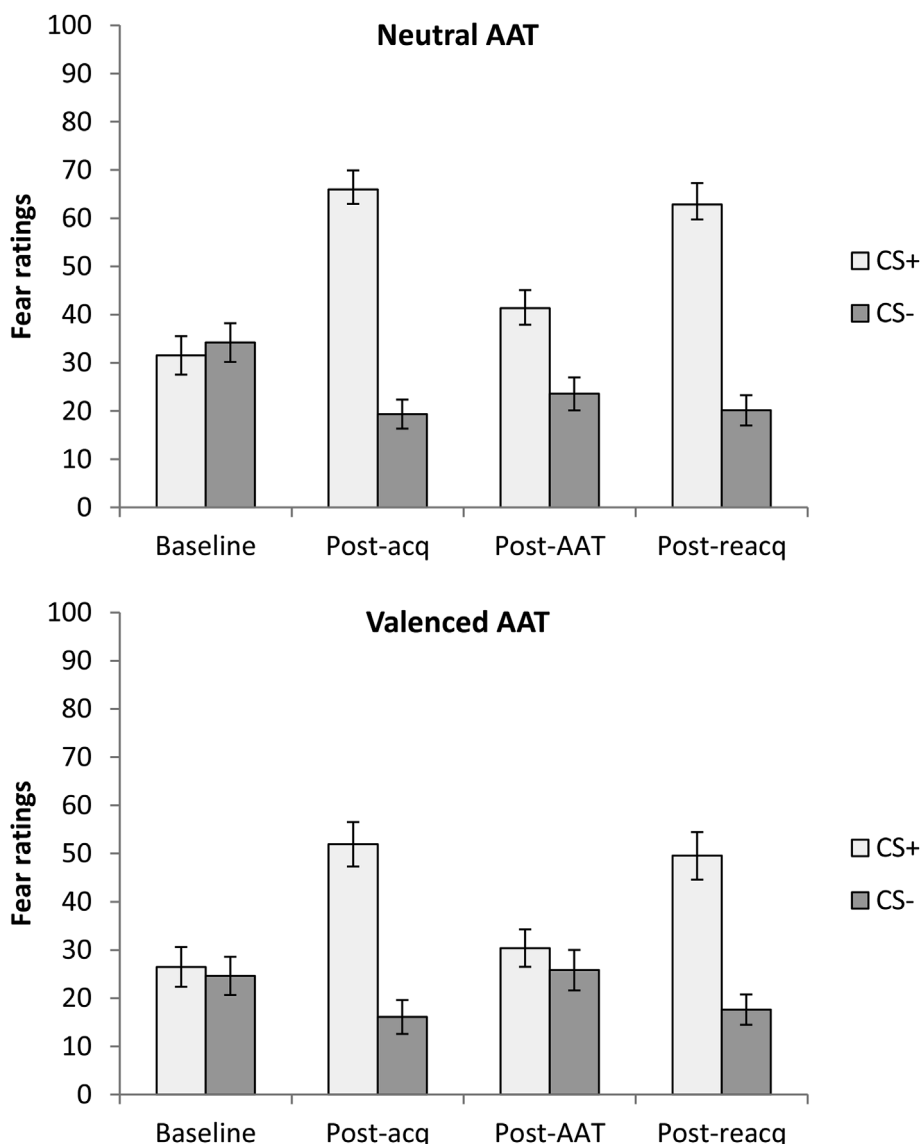 Neutral AAT
100
90
80
70
60
50
40
30
20
10
0
Fear ratings
Baseline Post-acq Post-AAT Post-reacq
CS+
CS-
Valenced AAT
100
90
80
70
60
50
40
30
20
10
0
Fear ratings
Baseline Post-acq Post-AAT Post-reacq
CS+
CS-